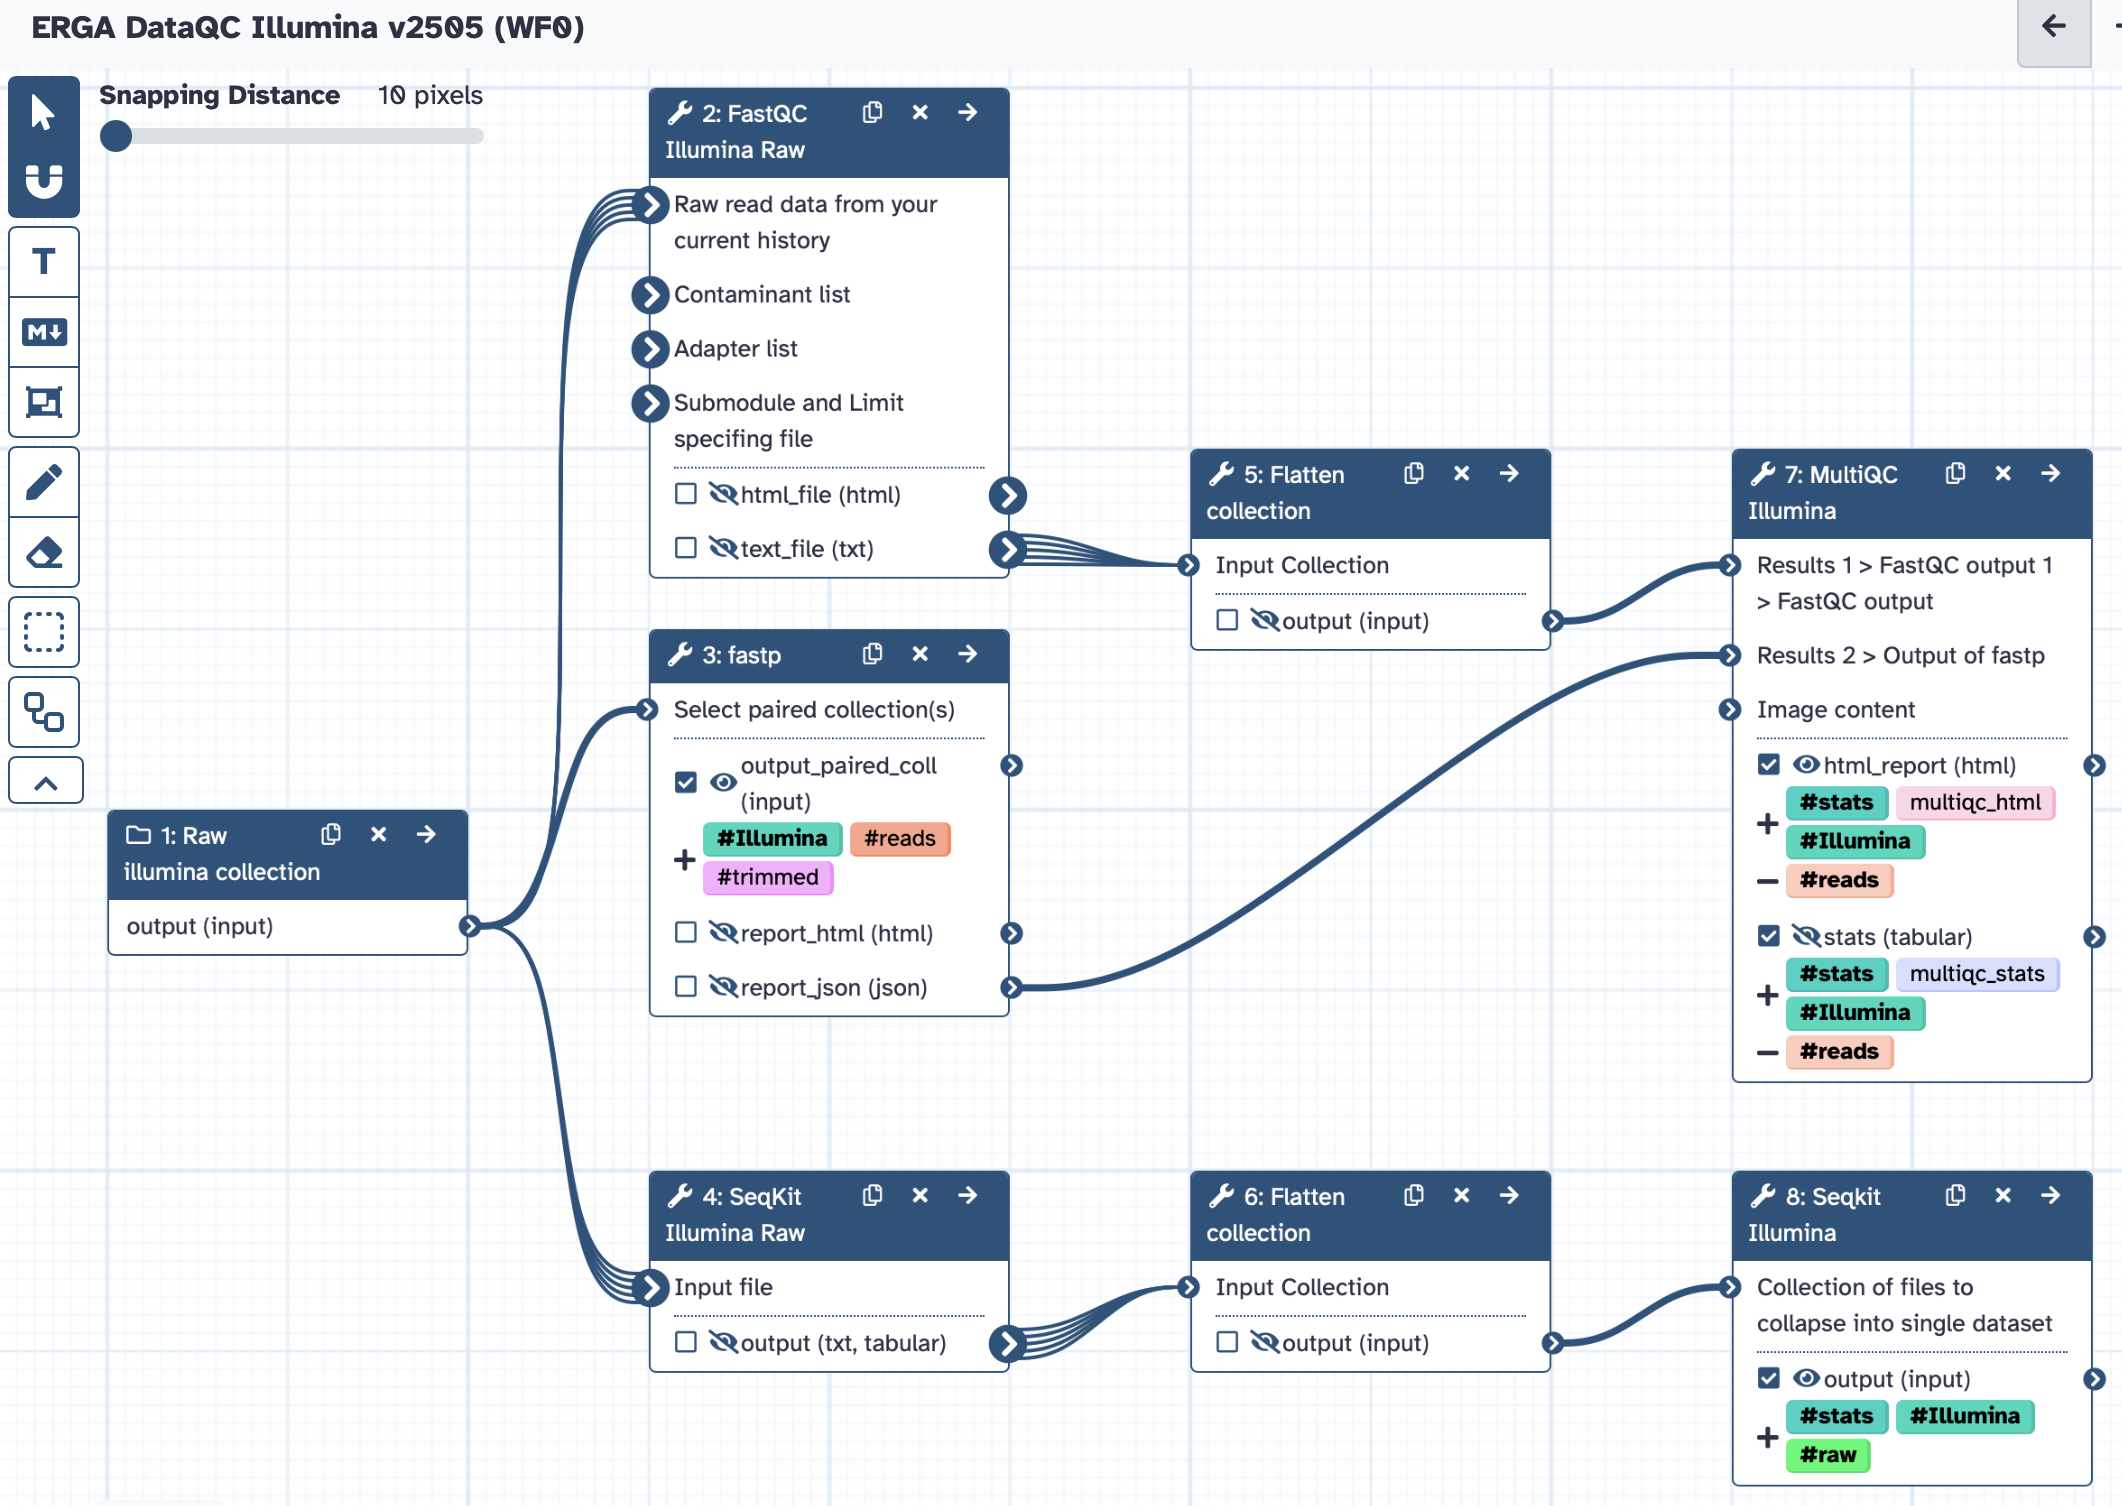 ERGA DataQC Illumina v2505 (WF0)
Snapping Distance 10 pixels
T
M
2: FastQC
Illumina Raw
Raw read data from your
current history
Contaminant list
Adapter list
Submodule and Limit
specifing file
html_file (html)
text_file (txt)
3: fastp
Select paired collection(s)
output_paired_coll
(input)
#Illumina #reads
#trimmed
report_html (html)
report_json (json)
1: Raw
illumina collection
output (input)
4: SeqKit
Illumina Raw
Input file
output (txt, tabular)
5: Flatten
collection
Input Collection
output (input)
6: Flatten
collection
Input Collection
output (input)
7: MultiQC
Illumina
Results 1 > FastQC output 1
> FastQC output
Results 2 > Output of fastp
Image content
html_report (html)
#stats multiqc_html
#Illumina
#reads
stats (tabular)
#stats multiqc_stats
#Illumina
#reads
8: Seqkit
Illumina
Collection of files to
collapse into single dataset
output (input)
#stats #Illumina
#raw